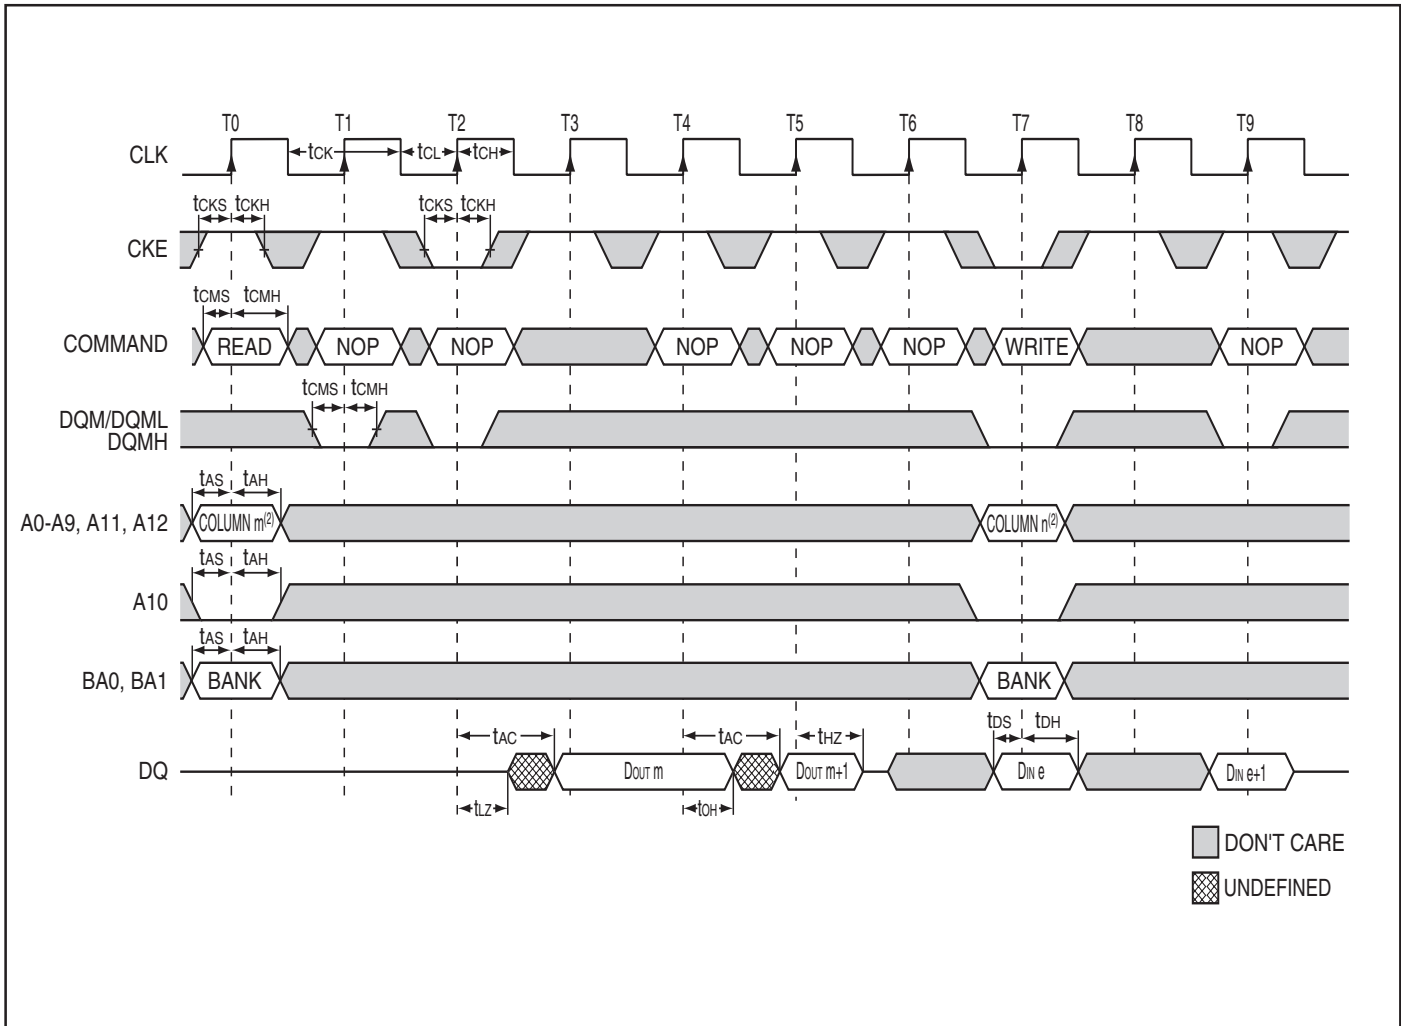 T0 T1 T2 T3 T4 T5 T6 T7 T8 T9
CLK tCK tCL tCH
tCKS tCKH tCKS tCKH
CKE
tCMS tCMH
COMMAND READ NOP NOP NOP NOP NOP WRITE NOP
tCMS tCMH
DQM/DQML
DQMH
tAS tAH
A0-A9, A11, A12 COLUMN m(2) COLUMN n(2)
tAS tAH
A10
tAS tAH
BA0, BA1 BANK BANK
tAC tAC tHZ tDS tDH
DQ DOUT m DOUT m+1 DIN e DIN e+1
tLZ tOH
DON'T CARE
UNDEFINED